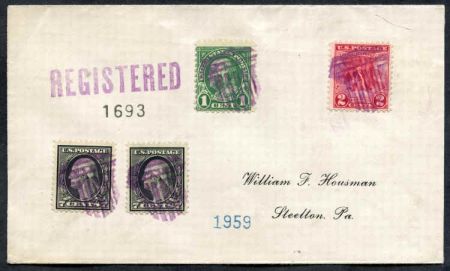 REGISTERED
1693
1 CENT 1
U.S. POSTAGE
2 2
U.S. POSTAGE
7 CENTS 7
U.S. POSTAGE
7 CENTS 7
William F. Housman
Steelton, Pa.
1959